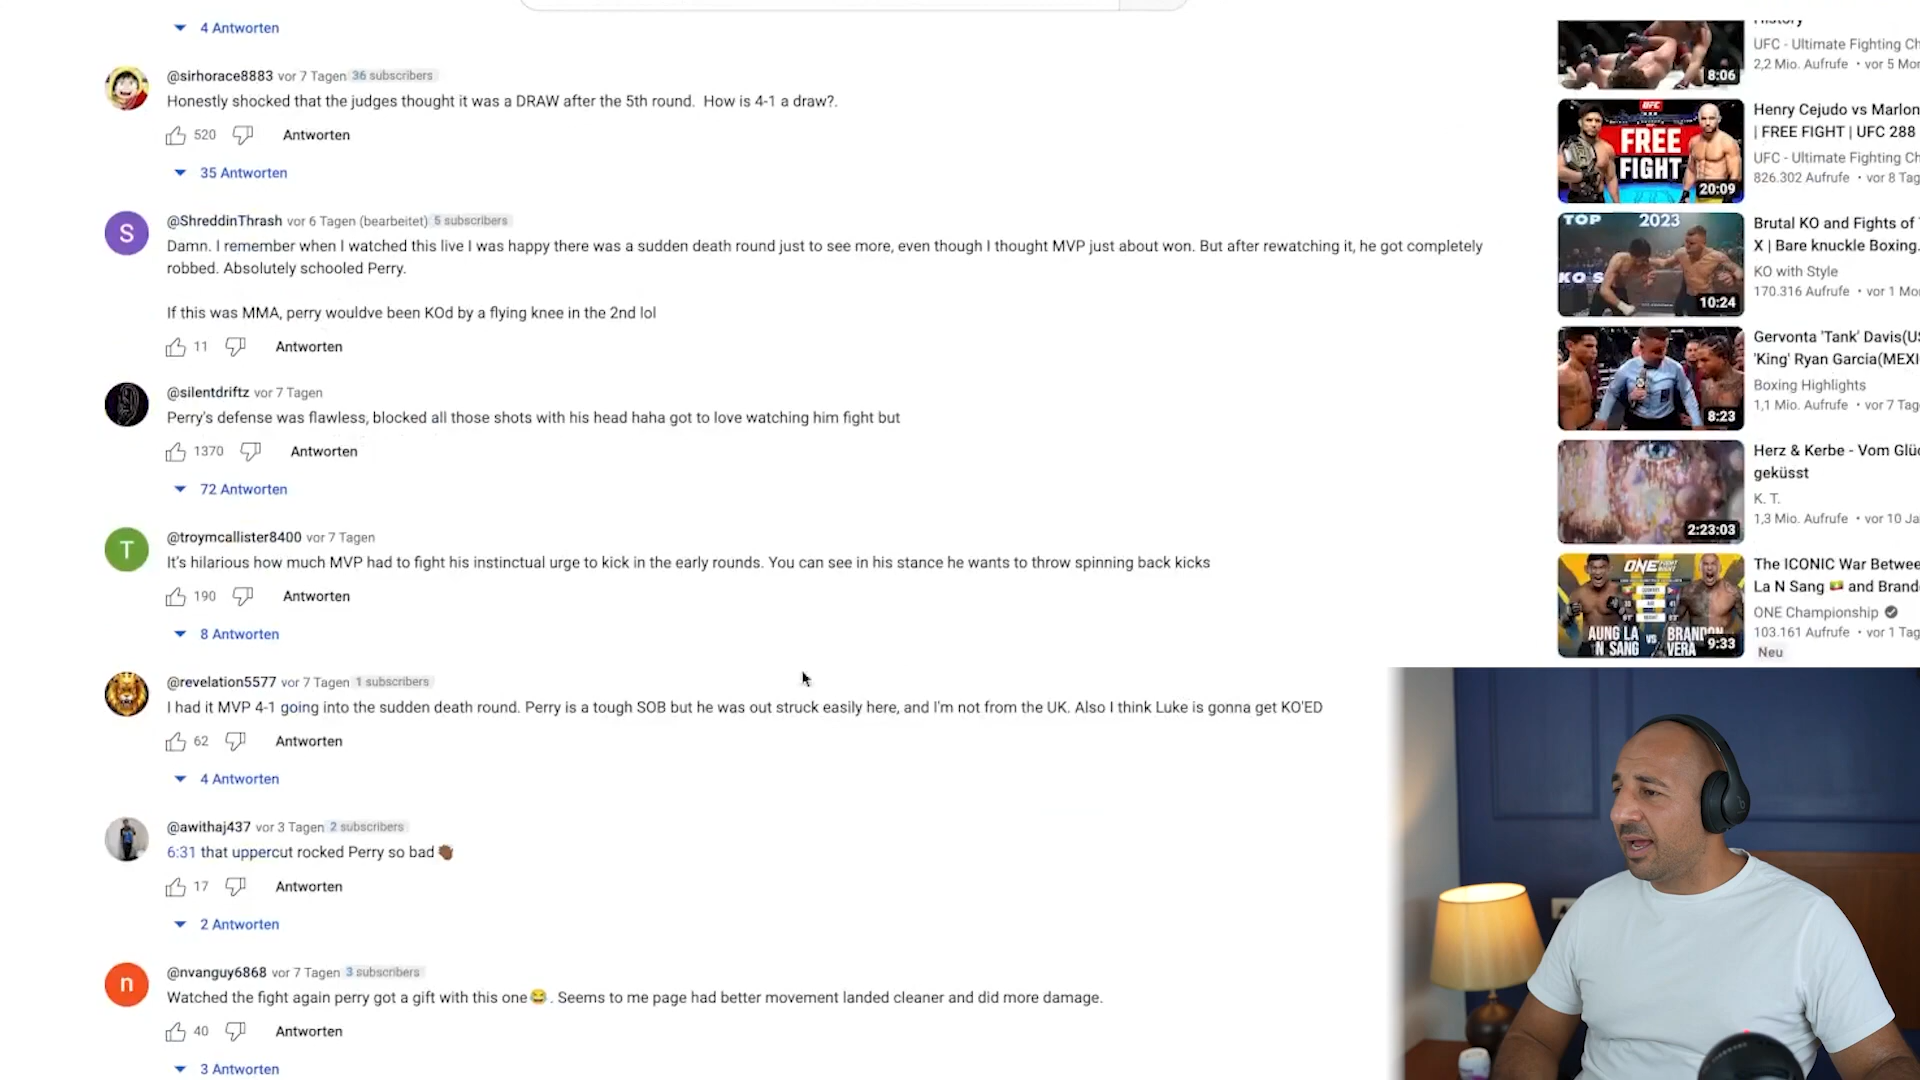 4 Antworten
@sirhorace8883 vor 7 Tagen 36 subscribers
Honestly shocked that the judges thought it was a DRAW after the 5th round. How is 4-1 a draw?.
520 Antworten
35 Antworten
@ShreddinThrash vor 6 Tagen (bearbeitet) 5 subscribers
Damn. I remember when I watched this live I was happy there was a sudden death round just to see more, even though I thought MVP just about won. But after rewatching it, he got completely
robbed. Absolutely schooled Perry.
If this was MMA, perry wouldve been KOd by a flying knee in the 2nd lol
11 Antworten
@silentdriftz vor 7 Tagen
Perry's defense was flawless, blocked all those shots with his head haha got to love watching him fight but
1370 Antworten
72 Antworten
T
@troymcallister8400 vor 7 Tagen
It's hilarious how much MVP had to fight his instinctual urge to kick in the early rounds. You can see in his stance he wants to throw spinning back kicks
190 Antworten
8 Antworten
@revelation5577 vor 7 Tagen 1 subscribers
I had it MVP 4-1 going into the sudden death round. Perry is a tough SOB but he was out struck easily here, and I'm not from the UK. Also I think Luke is gonna get KO'ED
62 Antworten
4 Antworten
@awithaj437 vor 3 Tagen 2 subscribers
6:31 that uppercut rocked Perry so bad 👋🏾
17 Antworten
2 Antworten
n
@nvanguy6868 vor 7 Tagen 3 subscribers
Watched the fight again perry got a gift with this one😂. Seems to me page had better movement landed cleaner and did more damage.
40 Antworten
3 Antworten
S
History
UFC - Ultimate Fighting Ch
2,2 Mio. Aufrufe • vor 5 Mon
8:06
UFC
FREE
FIGHT
20:09
Henry Cejudo vs Marlon
| FREE FIGHT | UFC 288
UFC - Ultimate Fighting Ch
826.302 Aufrufe • vor 8 Tag
TOP 2023
KO S
10:24
Brutal KO and Fights of
X | Bare knuckle Boxing.
KO with Style
170.316 Aufrufe • vor 1 Mo
8:23
Gervonta 'Tank' Davis(U
'King' Ryan Garcia(MEXI
Boxing Highlights
1,1 Mio. Aufrufe • vor 7 Tag
2:23:03
Herz & Kerbe - Vom Glü
geküsst
K. T.
1,3 Mio. Aufrufe • vor 10 Ja
ONE FIGHT NIGHT
AUNG LA
N SANG
VS
BRANDON
VERA
9:33
The ICONIC War Betwee
La N Sang 🇲🇲 and Brand
ONE Championship
103.161 Aufrufe • vor 1 Tag
Neu